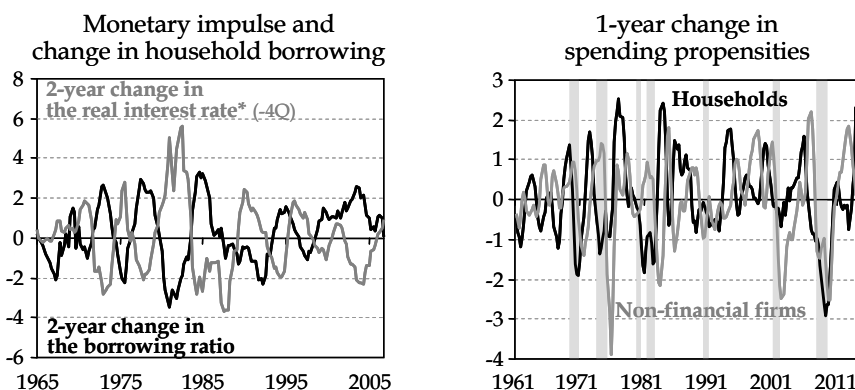 Monetary impulse and
change in household borrowing
8
6
4
2
0
-2
-4
-6
2-year change in
the real interest rate* (-4Q)
2-year change in
the borrowing ratio
1965 1975 1985 1995 2005
1-year change in
spending propensities
3
2
1
0
-1
-2
-3
-4
Households
Non-financial firms
1961 1971 1981 1991 2001 2011